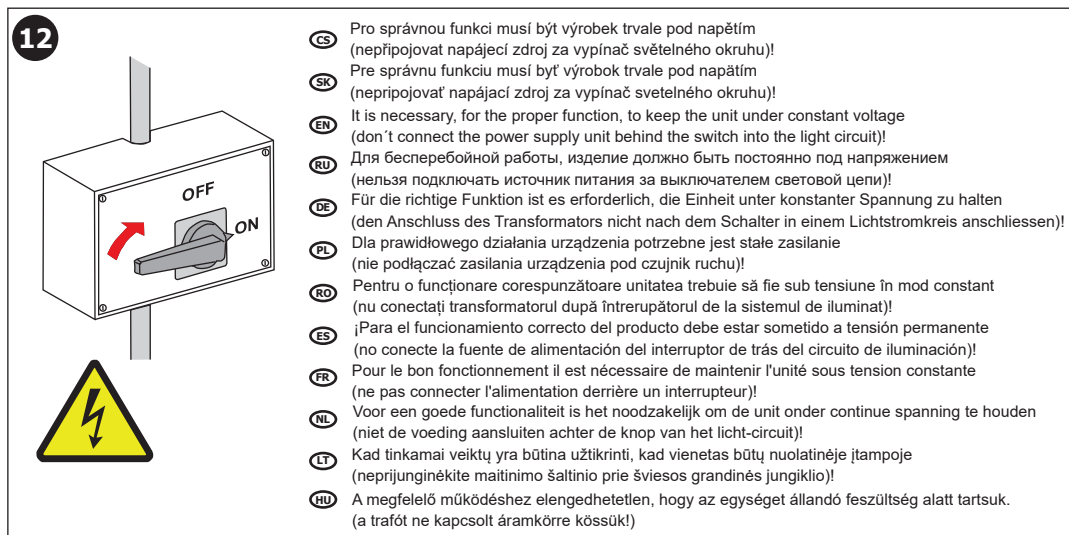 12
OFF
ON
CS Pro správnou funkci musí být výrobek trvale pod napětím
(nepřipojovat napájecí zdroj za vypínač světelného okruhu)!
SK Pre správnu funkciu musí byť výrobok trvale pod napätím
(nepripojovať napájací zdroj za vypínač svetelného okruhu)!
EN It is necessary, for the proper function, to keep the unit under constant voltage
(don´t connect the power supply unit behind the switch into the light circuit)!
RU Для бесперебойной работы, изделие должно быть постоянно под напряжением
(нельзя подключать источник питания за выключателем световой цепи)!
DE Für die richtige Funktion ist es erforderlich, die Einheit unter konstanter Spannung zu halten
(den Anschluss des Transformators nicht nach dem Schalter in einem Lichtstromkreis anschliessen)!
PL Dla prawidłowego działania urządzenia potrzebne jest stałe zasilanie
(nie podłączać zasilania urządzenia pod czujnik ruchu)!
RO Pentru o funcționare corespunzătoare unitatea trebuie să fie sub tensiune în mod constant
(nu conectați transformatorul după întrerupătorul de la sistemul de iluminat)!
ES ¡Para el funcionamiento correcto del producto debe estar sometido a tensión permanente
(no conecte la fuente de alimentación del interruptor de trás del circuito de iluminación)!
FR Pour le bon fonctionnement il est nécessaire de maintenir l'unité sous tension constante
(ne pas connecter l'alimentation derrière un interrupteur)!
NL Voor een goede functionaliteit is het noodzakelijk om de unit onder continue spanning te houden
(niet de voeding aansluiten achter de knop van het licht-circuit)!
LT Kad tinkamai veiktų yra būtina užtikrinti, kad vienetas būtų nuolatinėje įtampoje
(neprijunginėkite maitinimo šaltinio prie šviesos grandinės jungiklio)!
HU A megfelelő működéshez elengedhetetlen, hogy az egységet állandó feszültség alatt tartsuk.
(a trafót ne kapcsolt áramkörre kössük!)